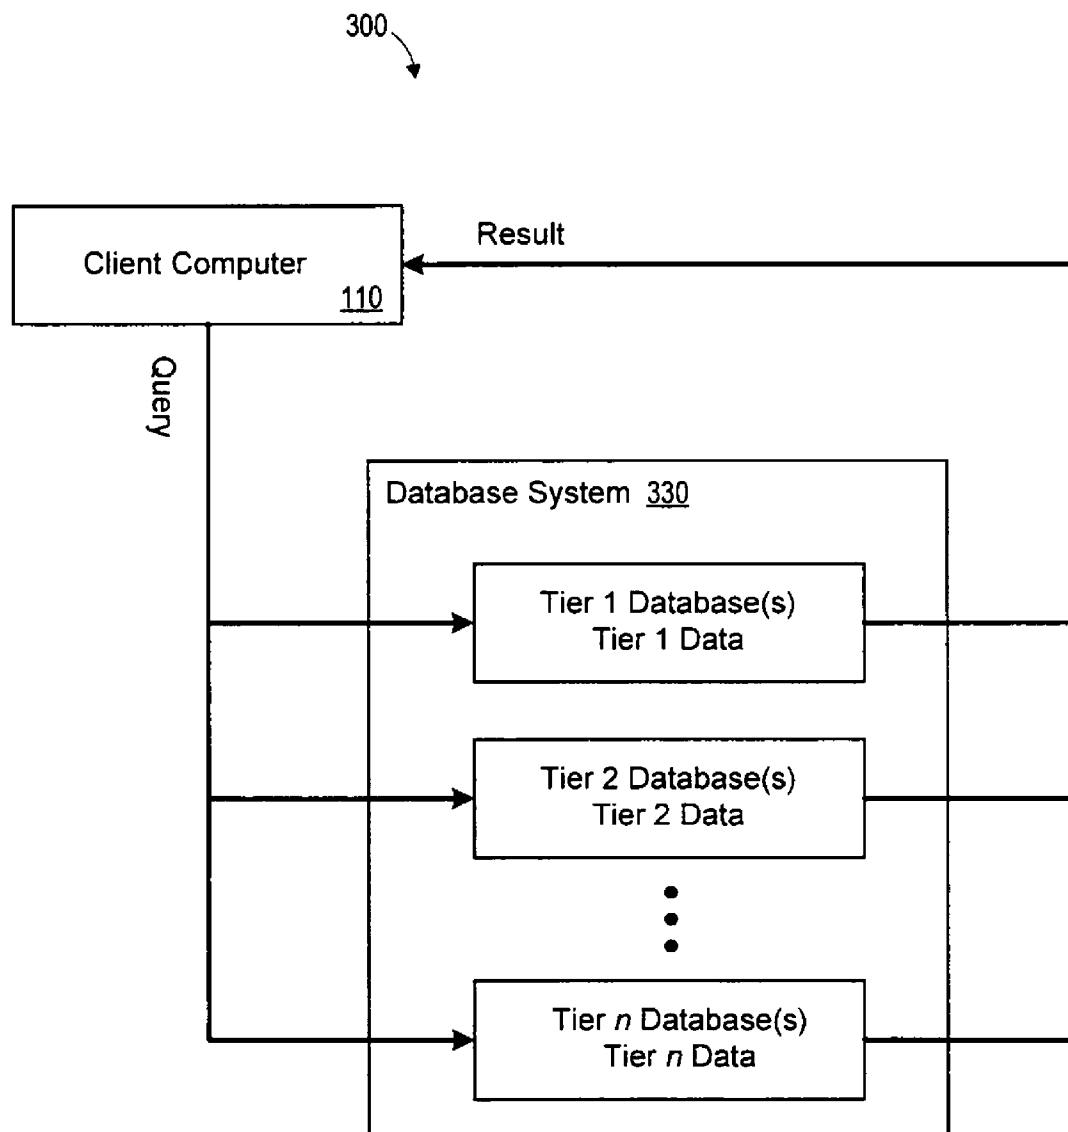 300
Client Computer
110
Result
Query
Database System 330
Tier 1 Database(s)
Tier 1 Data
Tier 2 Database(s)
Tier 2 Data
Tier n Database(s)
Tier n Data